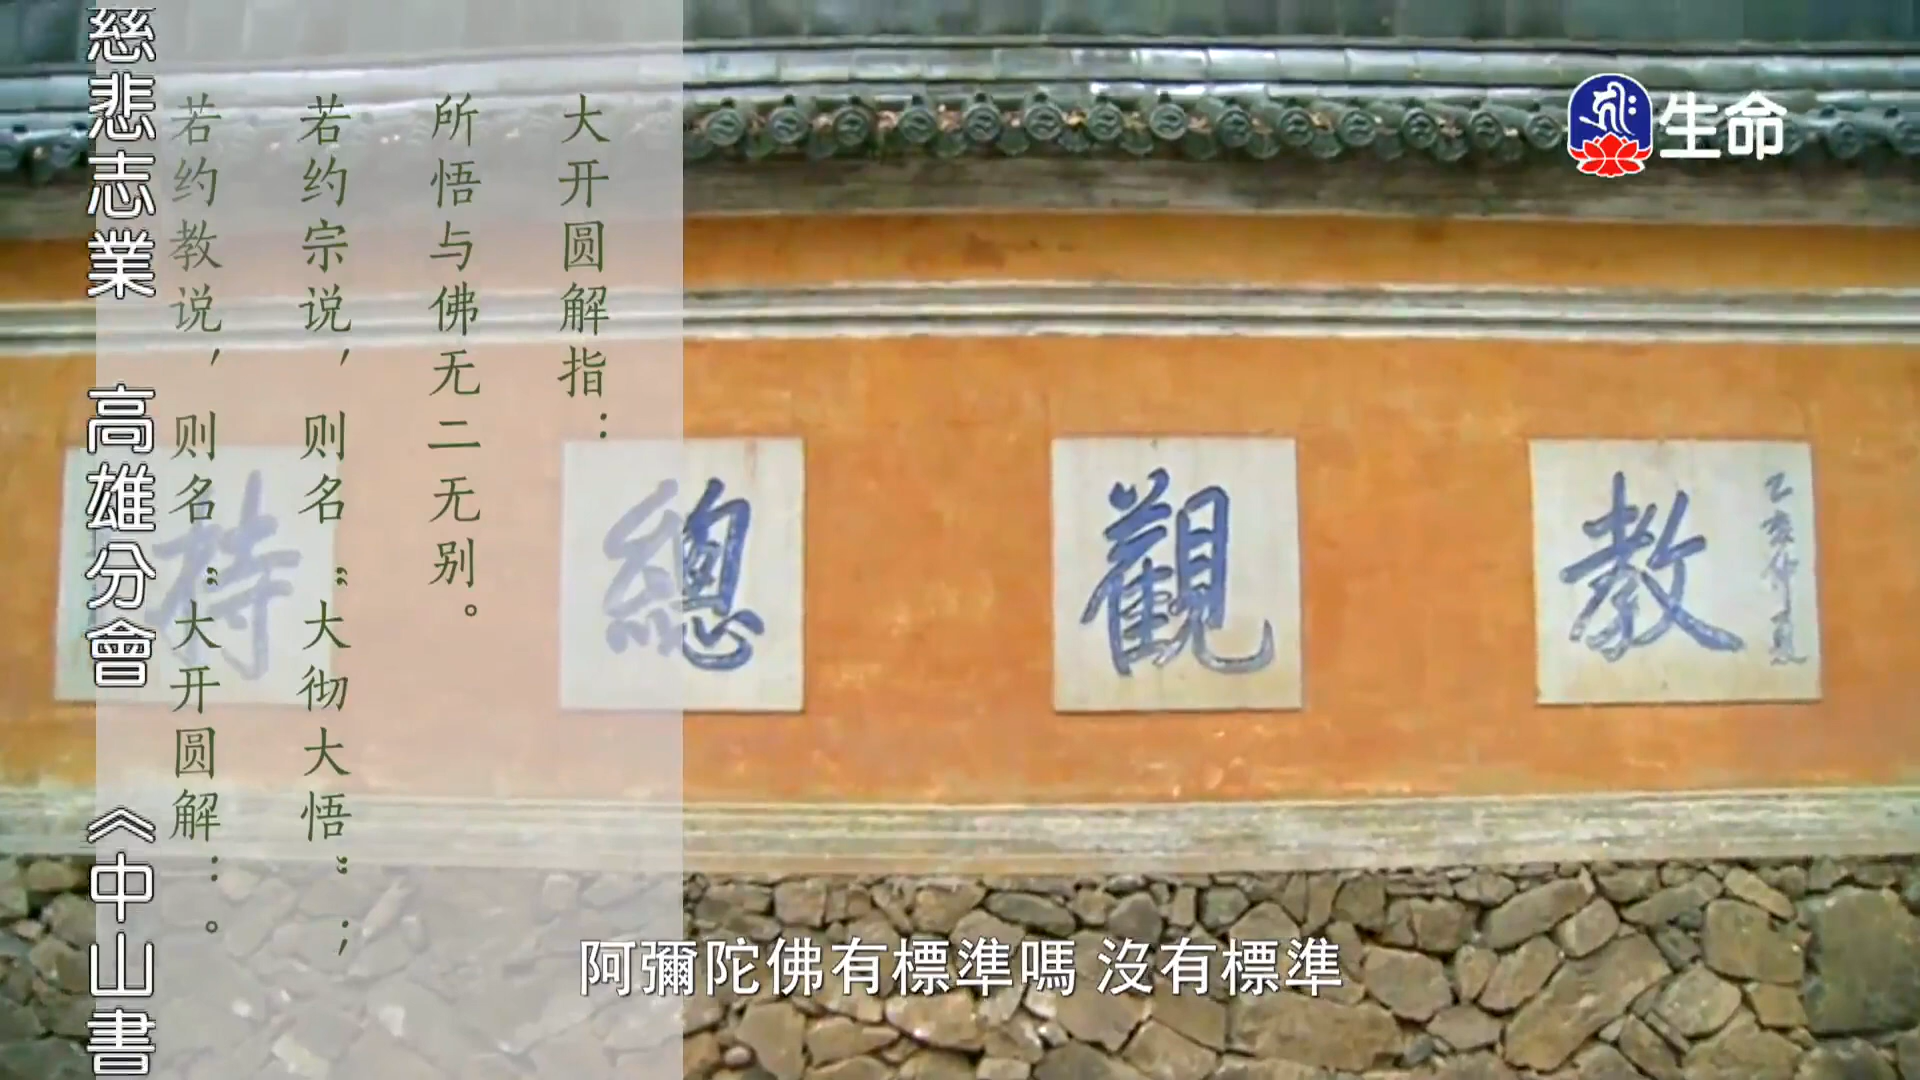 生命
大开圆解指：
所悟与佛无二无别。
若约宗说，则名“大彻大悟“；
若约教说，则名“大开圆解：。
教
觀
總
持
慈悲志業 高雄分會 《中山書
阿彌陀佛有標準嗎 沒有標準